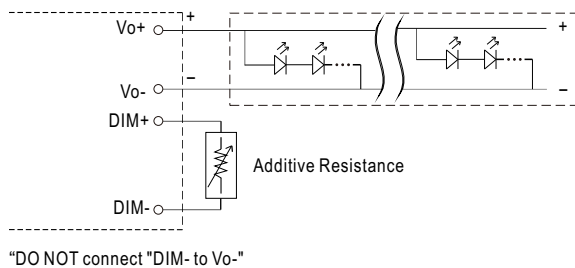 Vo+
+
+
–
Vo-
–
DIM+
Additive Resistance
DIM-
“DO NOT connect "DIM- to Vo-"